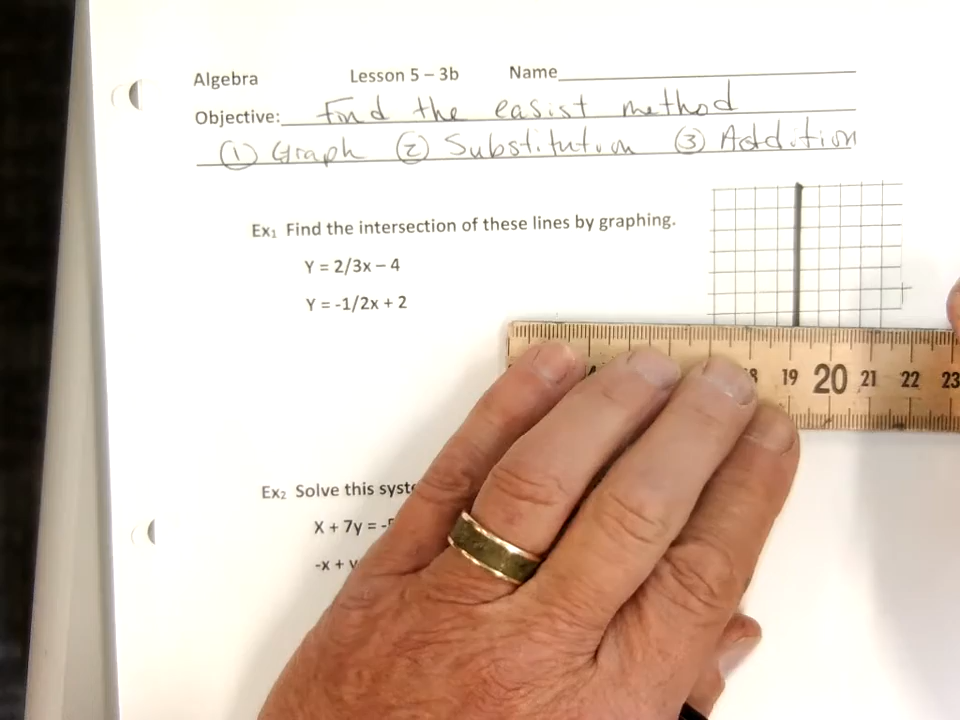 Algebra Lesson 5 – 3b Name
Objective: Find the easist method
① Graph ② Substitution ③ Addition
Ex1 Find the intersection of these lines by graphing.
Y = 2/3x – 4
Y = -1/2x + 2
19 20 21 22 23
Ex2 Solve this
X + 7y = -
-x +